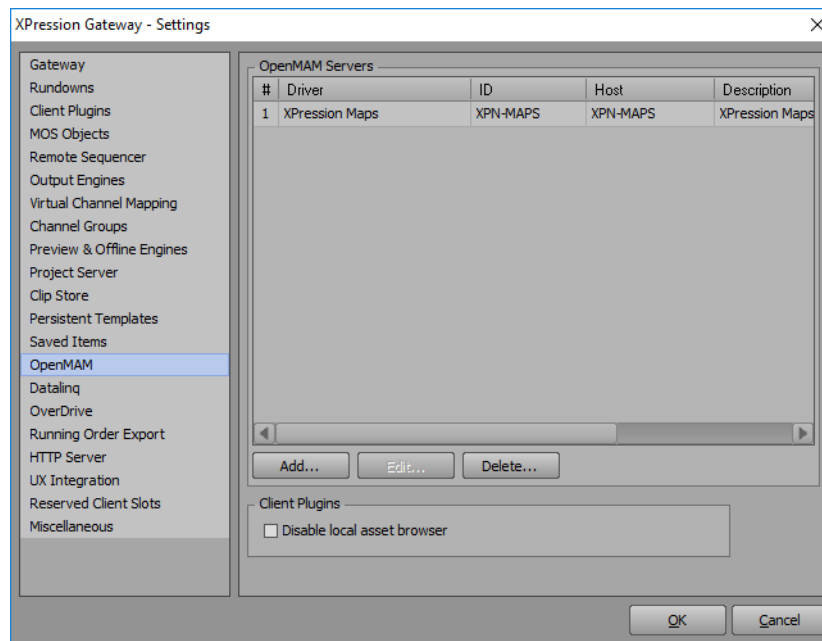 XPression Gateway - Settings
Gateway
Rundowns
Client Plugins
MOS Objects
Remote Sequencer
Output Engines
Virtual Channel Mapping
Channel Groups
Preview & Offline Engines
Project Server
Clip Store
Persistent Templates
Saved Items
OpenMAM
Datalinq
OverDrive
Running Order Export
HTTP Server
UX Integration
Reserved Client Slots
Miscellaneous
OpenMAM Servers
# Driver ID Host Description
1 XPression Maps XPN-MAPS XPN-MAPS XPression Maps
Add... Edit... Delete...
Client Plugins
Disable local asset browser
OK Cancel